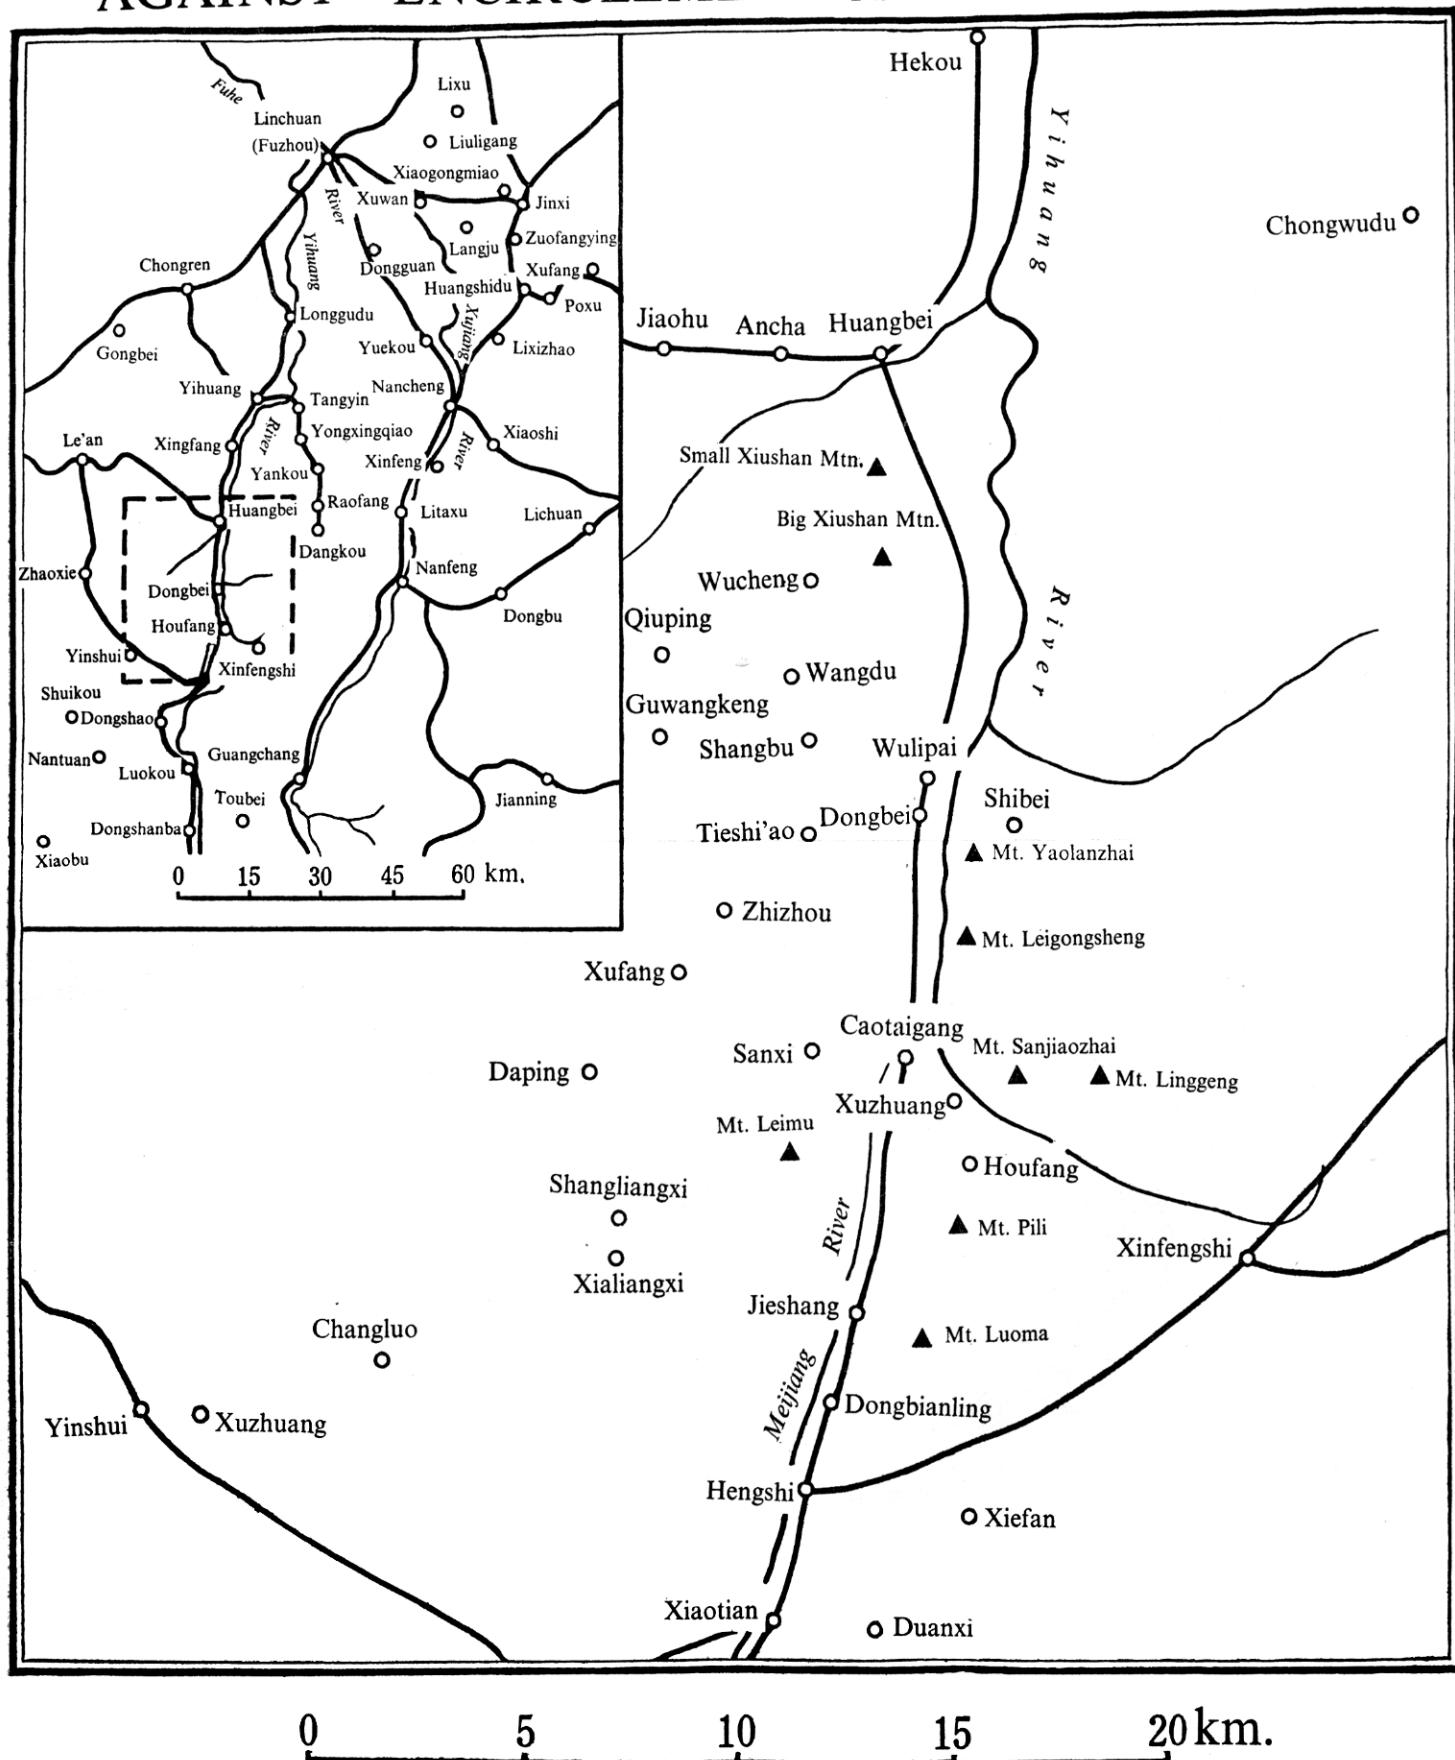 AGAINST ENCIRCLEM
Fuhe
Lixu
Linchuan
(Fuzhou)
Liuligang
Xiaogongmiao
River
Xuwan
Jinxi
Yihuang
Langju
Zuofangying
Chongren
Dongguan
Xufang
Huangshidu
Poxu
Longgudu
Xujiang
Gongbei
Yuekou
Lixizhao
Yihuang
Nancheng
Tangyin
Le'an
Xingfang
River
Yongxingqiao
Xiaoshi
Yankou
Xinfeng
River
Huangbei
Raofang
Litaxu
Lichuan
Dangkou
Zhaoxie
Nanfeng
Dongbei
Dongbu
Houfang
Yinshui
Xinfengshi
Shuikou
Dongshao
Nantuan
Luokou
Guangchang
Toubei
Jianning
Dongshanba
Xiaobu
0 15 30 45 60 km.
Hekou
Yihuang
Chongwudu
Jiaohu
Ancha
Huangbei
Small Xiushan Mtn.
Big Xiushan Mtn.
Wucheng
Qiuping
River
Wangdu
Guwangkeng
Shangbu
Wulipai
Shibei
Tieshi'ao
Dongbei
Mt. Yaolanzhai
Zhizhou
Mt. Leigongsheng
Xufang
Caotaigang
Sanxi
Mt. Sanjiaozhai
Daping
Mt. Linggeng
Xuzhuang
Mt. Leimu
Houfang
Shangliangxi
River
Mt. Pili
Xinfengshi
Xialiangxi
Jieshang
Changluo
Mt. Luoma
Meijiang
Dongbianling
Yinshui
Xuzhuang
Hengshi
Xiefan
Xiaotian
Duanxi
0 5 10 15 20 km.